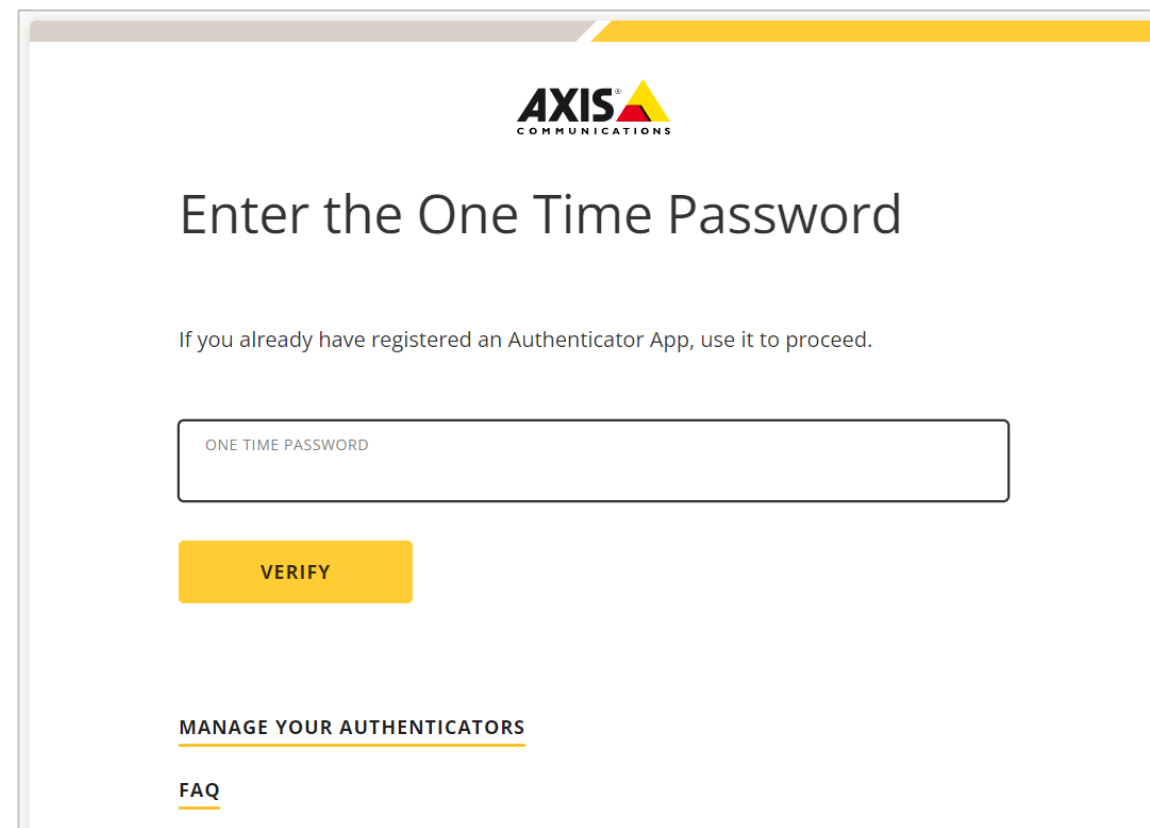 AXIS®
COMMUNICATIONS
Enter the One Time Password
If you already have registered an Authenticator App, use it to proceed.
ONE TIME PASSWORD
VERIFY
MANAGE YOUR AUTHENTICATORS
FAQ